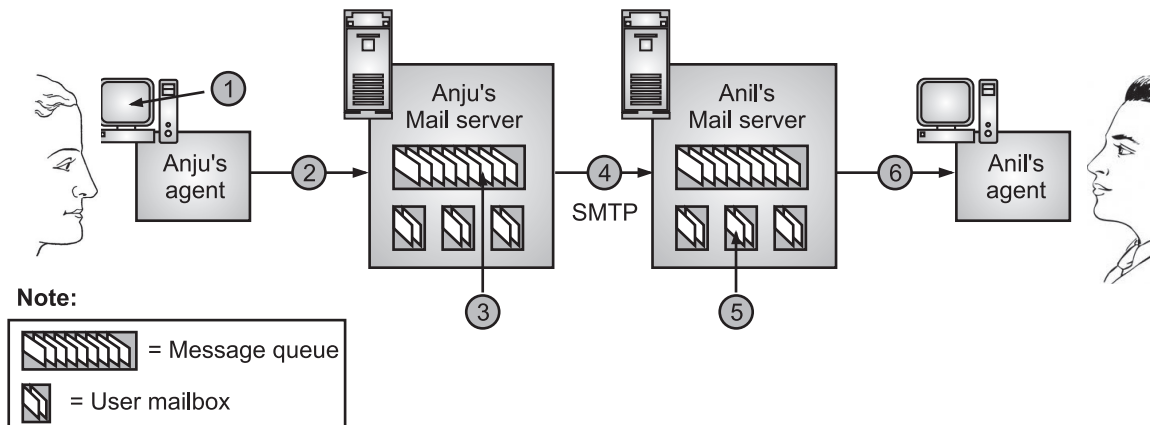 1
Anju's
agent
2
Anju's
Mail server
3
4
SMTP
Anil's
Mail server
5
6
Anil's
agent
Note:
= Message queue
= User mailbox